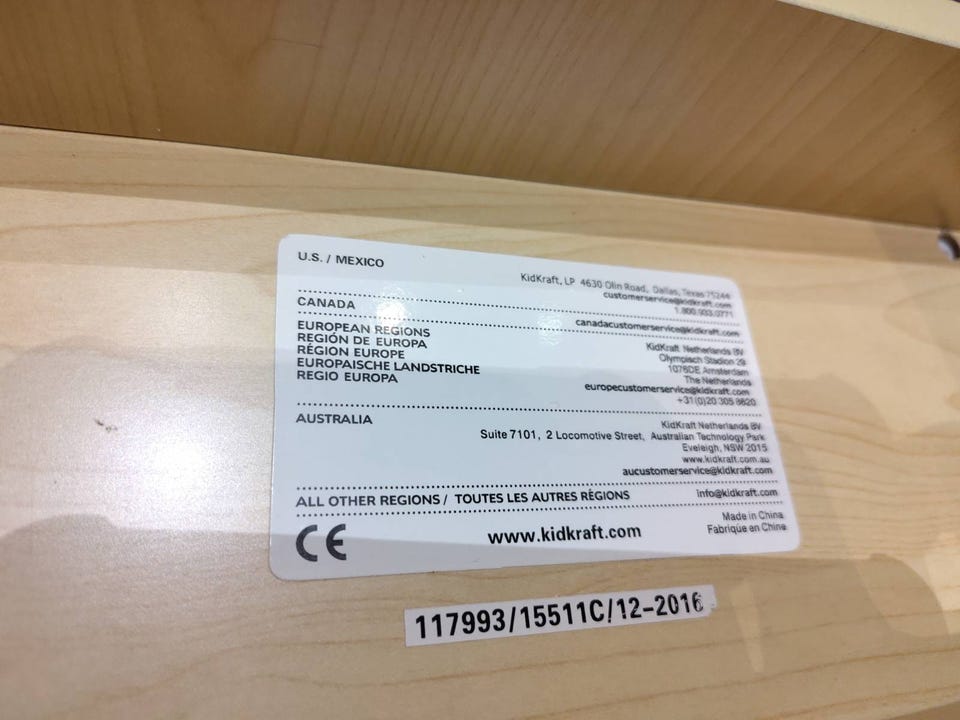 U.S. / MEXICO
KidKraft, LP 4630 Olin Road, Dallas, Texas 75244
customerservice@kidkraft.com
1.800.933.0771
CANADA
canadacustomerservice@kidkraft.com
EUROPEAN REGIONS
REGIÓN DE EUROPA
RÉGION EUROPE
EUROPAISCHE LANDSTRICHE
REGIO EUROPA
KidKraft Netherlands BV
Olympisch Stadion 29
1076DE Amsterdam
The Netherlands
europecustomerservice@kidkraft.com
+31(0)20 305 8620
AUSTRALIA
KidKraft Netherlands BV
Suite 7101, 2 Locomotive Street, Australian Technology Park
Eveleigh, NSW 2015
www.kidkraft.com.au
aucustomerservice@kidkraft.com
ALL OTHER REGIONS / TOUTES LES AUTRES RÉGIONS
info@kidkraft.com
CE
www.kidkraft.com
Made in China
Fabriqué en Chine
117993/15511C/12-2016